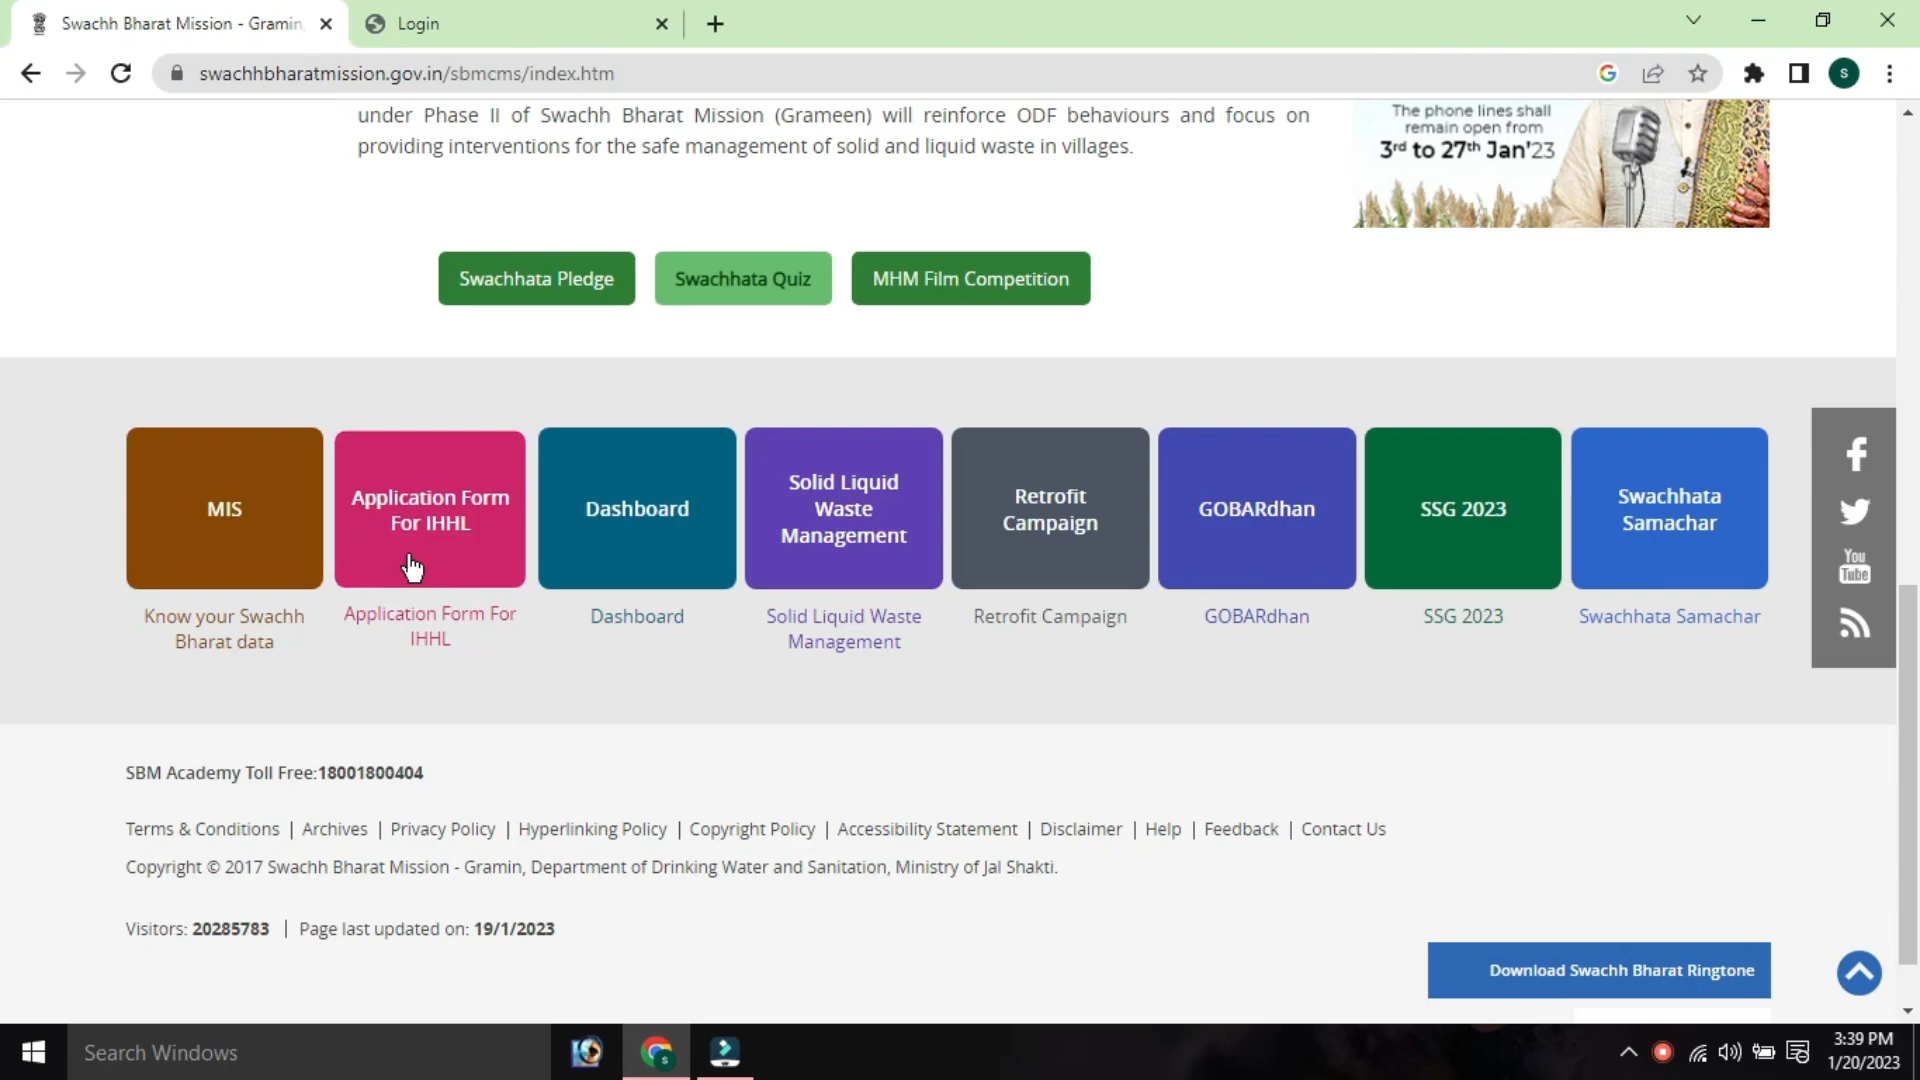 Swachh Bharat Mission - Gramin,
Login
swachhbharatmission.gov.in/sbmcms/index.htm
S
under Phase II of Swachh Bharat Mission (Grameen) will reinforce ODF behaviours and focus on
providing interventions for the safe management of solid and liquid waste in villages.
The phone lines shall
remain open from
3rd to 27th Jan'23
Swachhata Pledge
Swachhata Quiz
MHM Film Competition
MIS
Application Form
For IHHL
Dashboard
Solid Liquid
Waste
Management
Retrofit
Campaign
GOBARdhan
SSG 2023
Swachhata
Samachar
Know your Swachh
Bharat data
Application Form For
IHHL
Dashboard
Solid Liquid Waste
Management
Retrofit Campaign
GOBARdhan
SSG 2023
Swachhata Samachar
You
Tube
SBM Academy Toll Free:18001800404
Terms & Conditions | Archives | Privacy Policy | Hyperlinking Policy | Copyright Policy | Accessibility Statement | Disclaimer | Help | Feedback | Contact Us
Copyright © 2017 Swachh Bharat Mission - Gramin, Department of Drinking Water and Sanitation, Ministry of Jal Shakti.
Visitors: 20285783 | Page last updated on: 19/1/2023
Download Swachh Bharat Ringtone
Search Windows
S
3:39 PM
1/20/2023